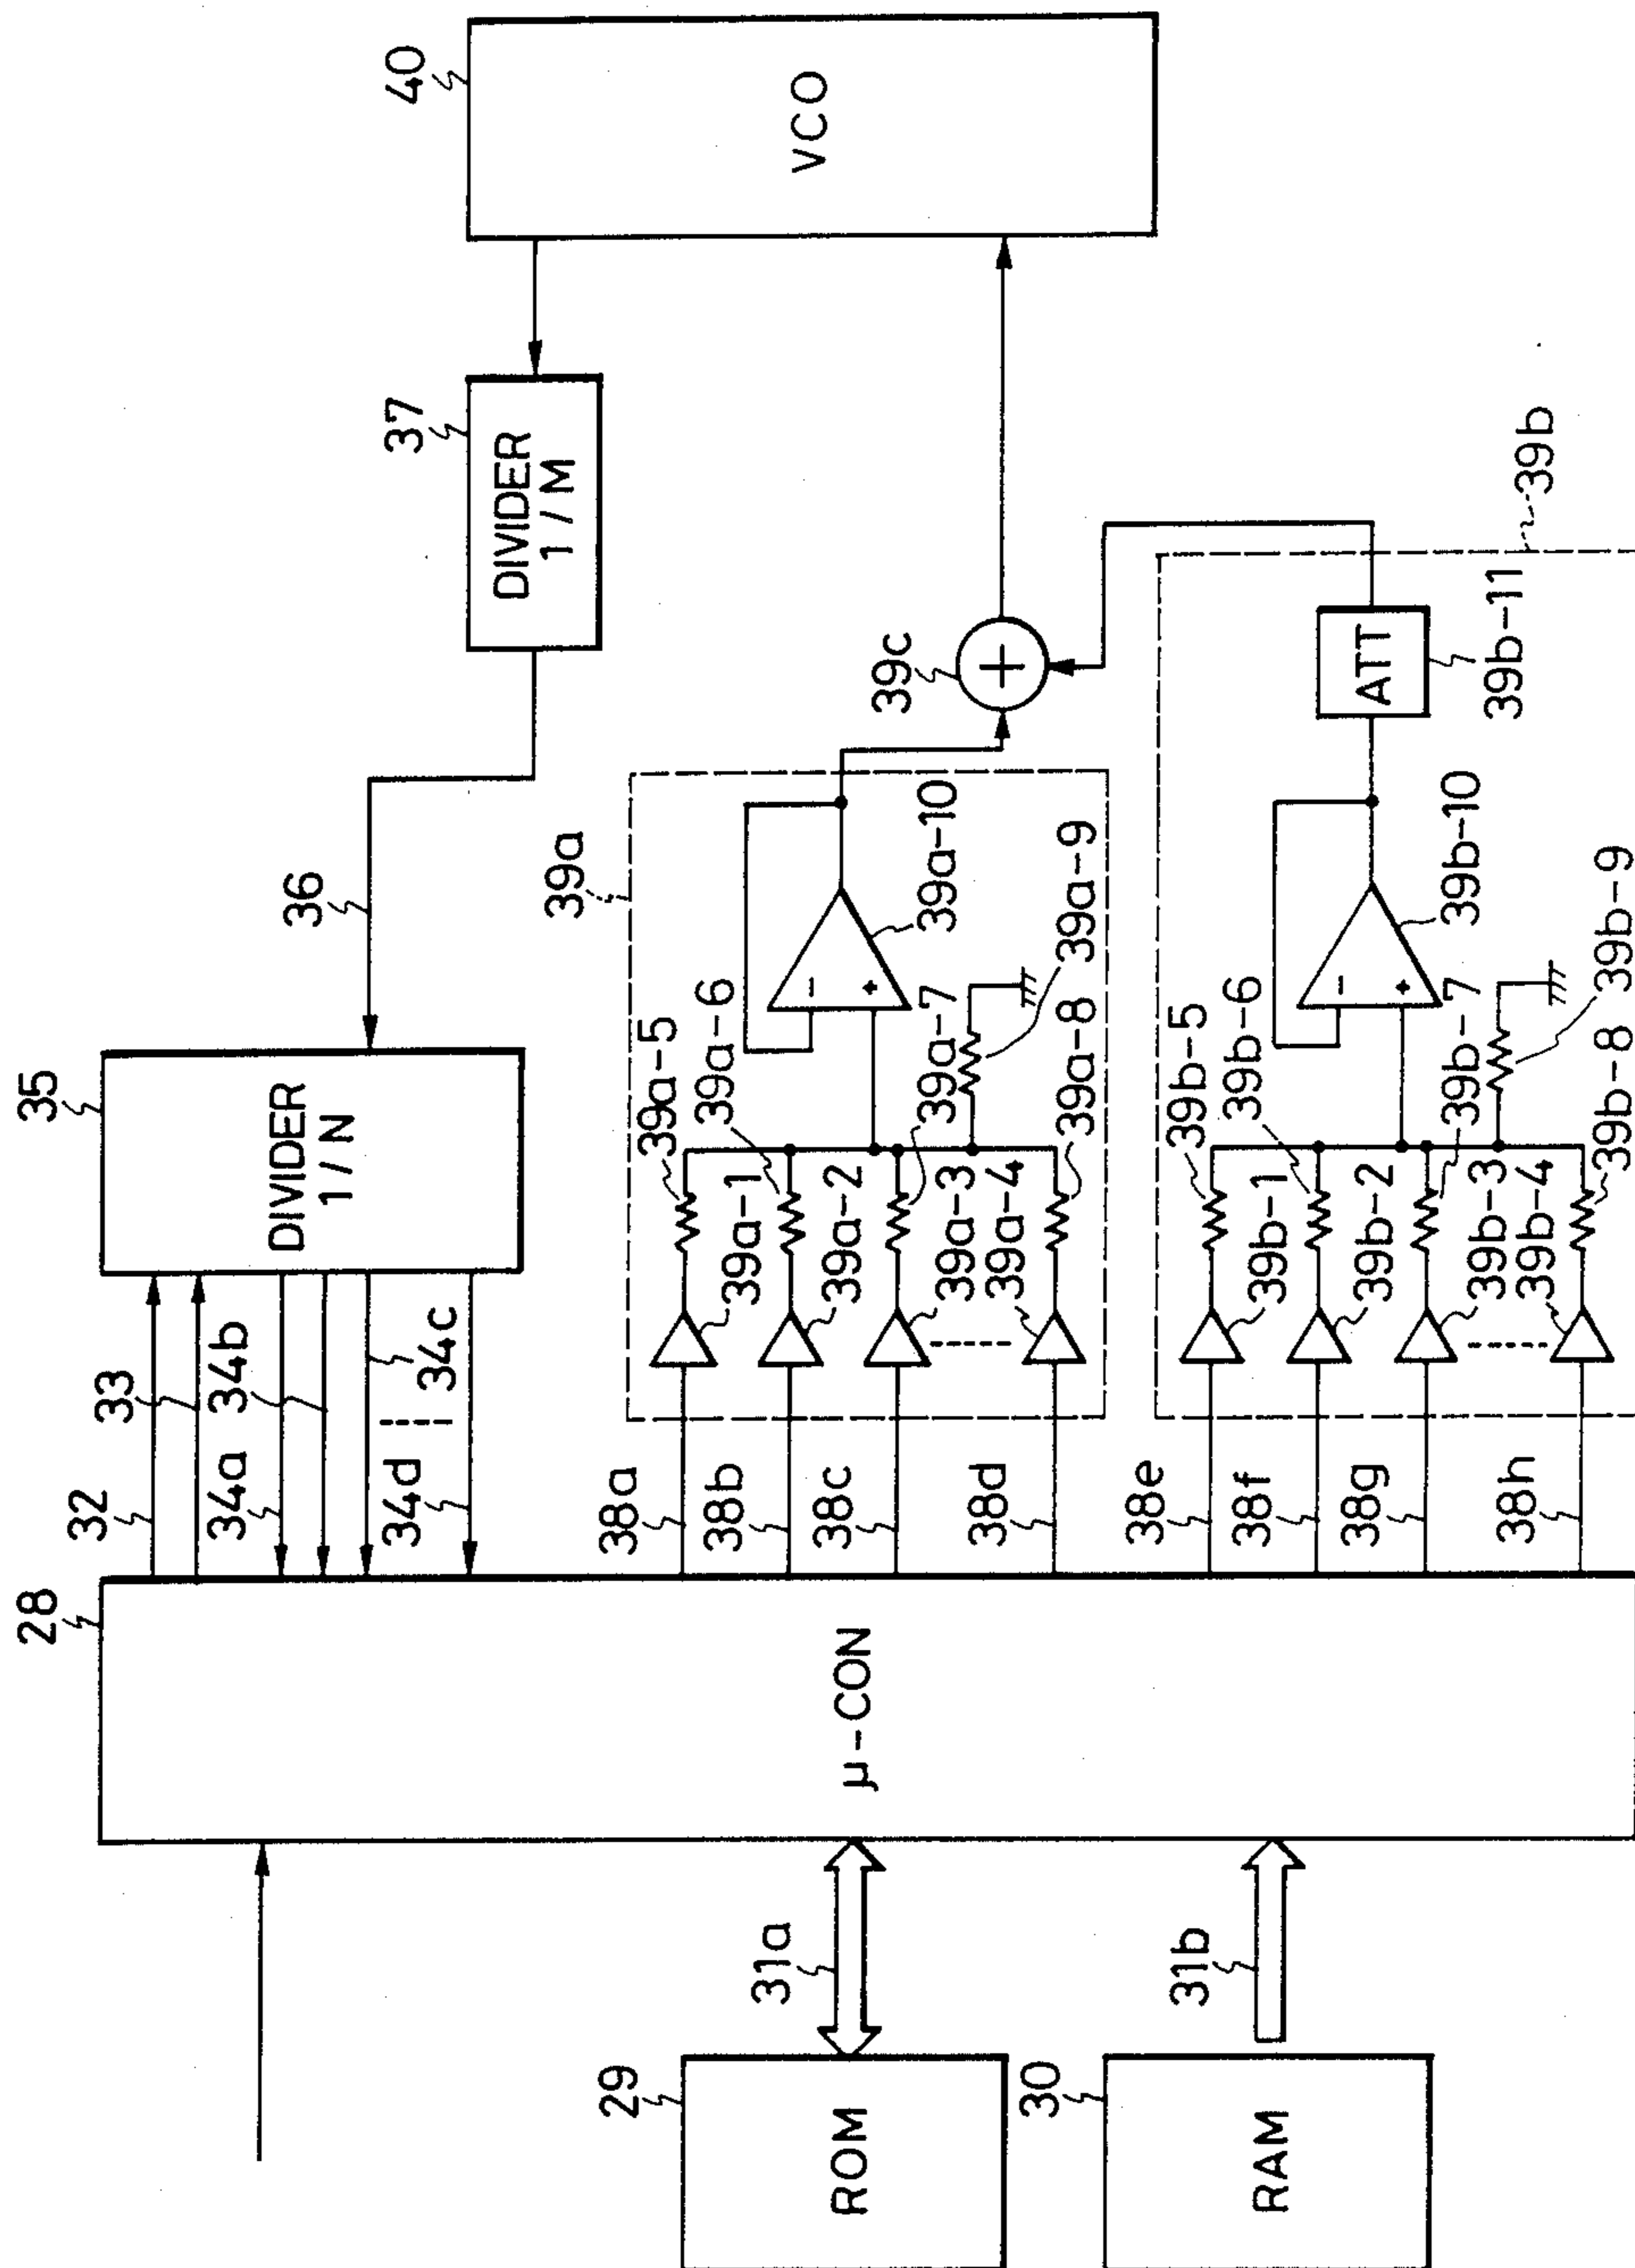 28
35
40
32
33
34a
34b
34d
34c
DIVIDER
1/N
36
37
DIVIDER
1/M
VCO
29
ROM
31a
µ-CON
30
RAM
31b
38a
38b
38c
38d
39a
39a-5
39a-6
39a-1
39a-2
39a-7
39a-3
39a-4
39a-8
39a-9
39a-10
-
+
39c
+
38e
38f
38g
38h
39b
39b-5
39b-6
39b-1
39b-2
39b-7
39b-3
39b-4
39b-8
39b-9
39b-10
-
+
ATT
39b-11